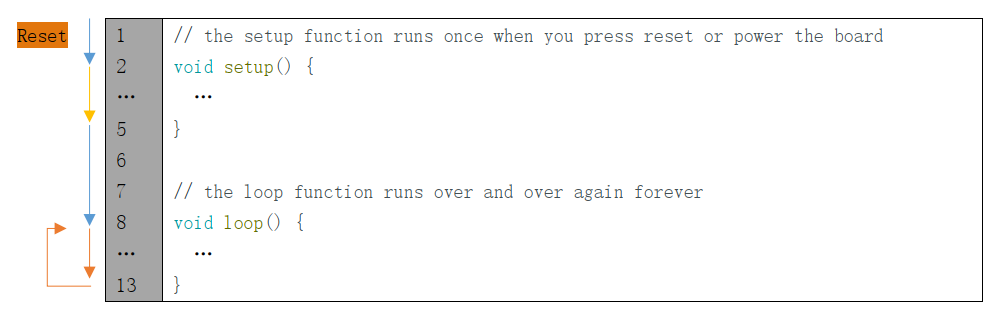 Reset 1 // the setup function runs once when you press reset or power the board
2 void setup() {
… …
5 }
6
7 // the loop function runs over and over again forever
8 void loop() {
… …
13 }